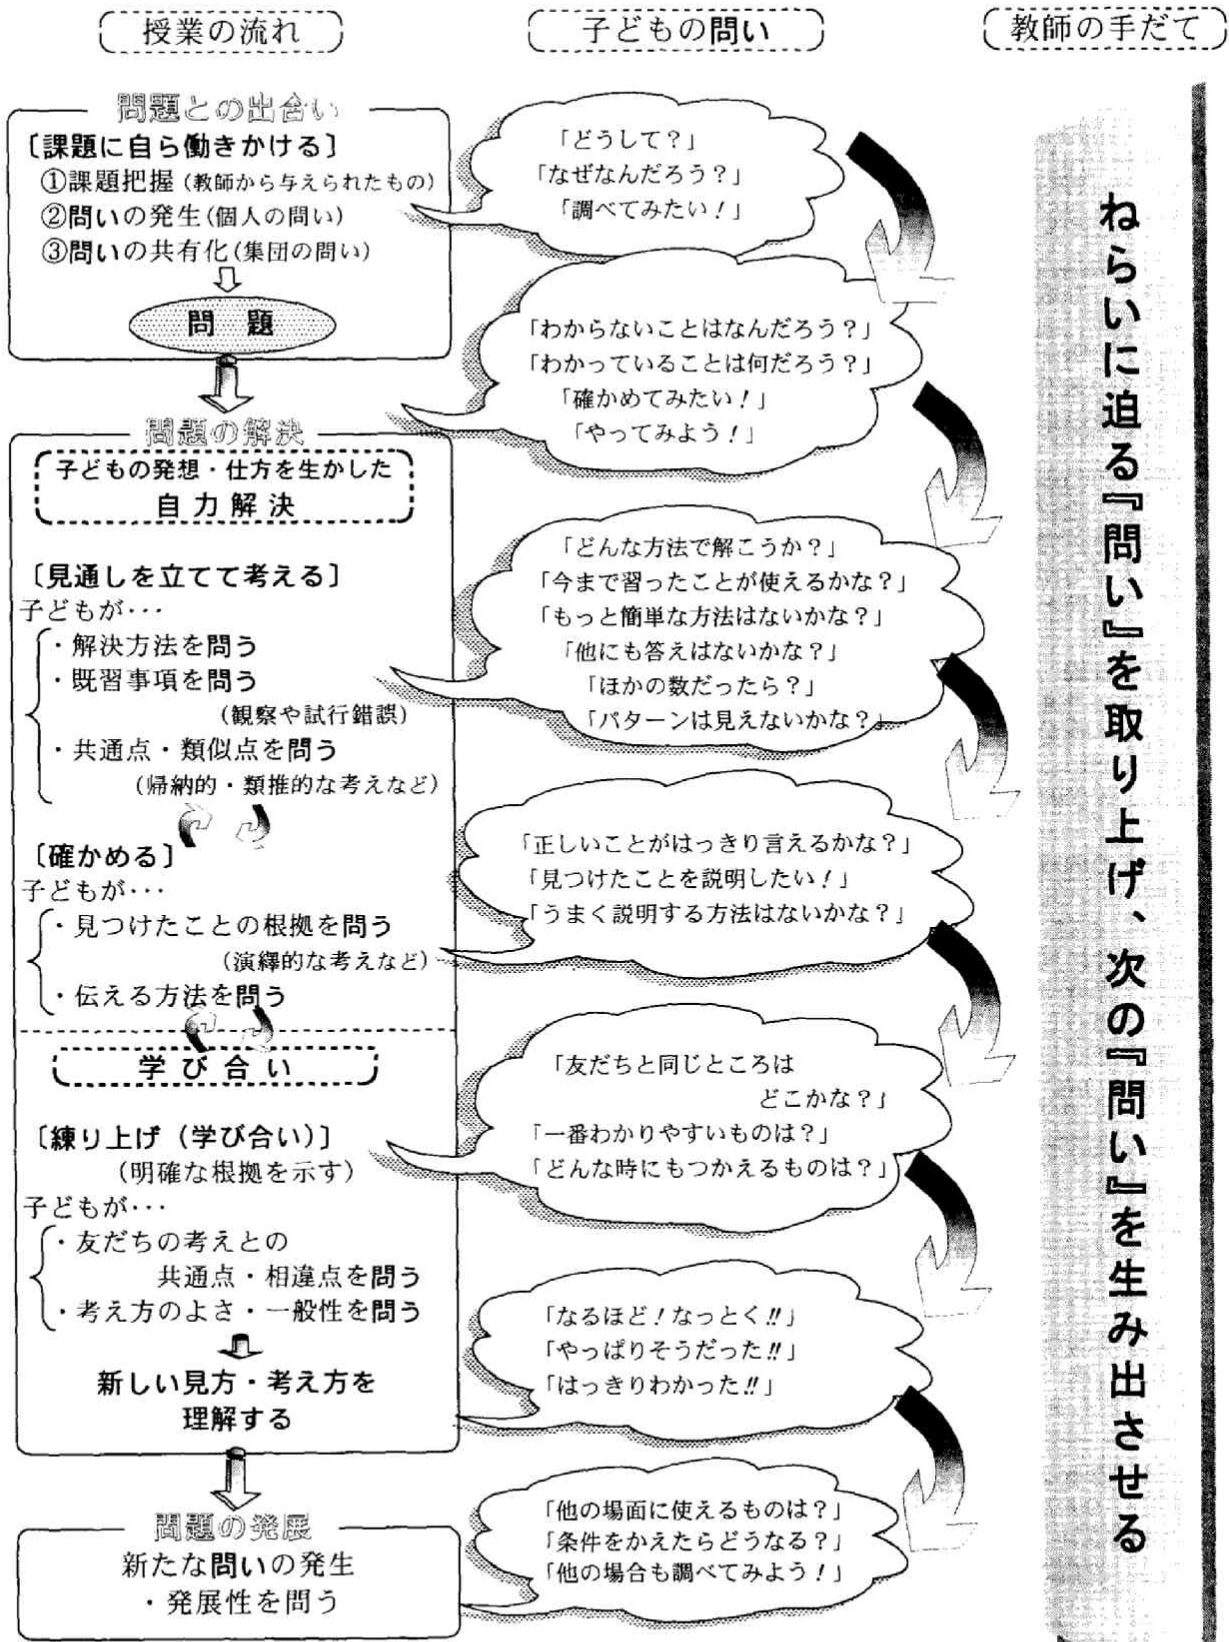 授業の流れ
子どもの問い
教師の手だて
問題との出合い
〔課題に自ら働きかける〕
①課題把握(教師から与えられたもの)
②問いの発生(個人の問い)
③問いの共有化(集団の問い)
問 題
「どうして？」
「なぜなんだろう？」
「調べてみたい！」
「わからないことはなんだろう？」
「わかっていることは何だろう？」
「確かめてみたい！」
「やってみよう！」
問題の解決
子どもの発想・仕方を生かした
自力解決
〔見通しを立てて考える〕
子どもが…
・解決方法を問う
・既習事項を問う
(観察や試行錯誤)
・共通点・類似点を問う
(帰納的・類推的な考えなど)
「どんな方法で解こうか？」
「今まで習ったことが使えるかな？」
「もっと簡単な方法はないかな？」
「他にも答えはないかな？」
「ほかの数だったら？」
「パターンは見えないかな？」
〔確かめる〕
子どもが…
・見つけたことの根拠を問う
(演繹的な考えなど)
・伝える方法を問う
「正しいことがはっきり言えるかな？」
「見つけたことを説明したい！」
「うまく説明する方法はないかな？」
学び合い
〔練り上げ（学び合い)〕
(明確な根拠を示す)
子どもが…
・友だちの考えとの
共通点・相違点を問う
・考え方のよさ・一般性を問う
新しい見方・考え方を
理解する
「友だちと同じところは
どこかな？」
「一番わかりやすいものは？」
「どんな時にもつかえるものは？」
「なるほど！なっとく!!」
「やっぱりそうだった!!」
「はっきりわかった!!」
問題の発展
新たな問いの発生
・発展性を問う
「他の場面に使えるものは？」
「条件をかえたらどうなる？」
「他の場合も調べてみよう！」
ねらいに迫る『問い』を取り上げ、次の『問い』を生み出させる